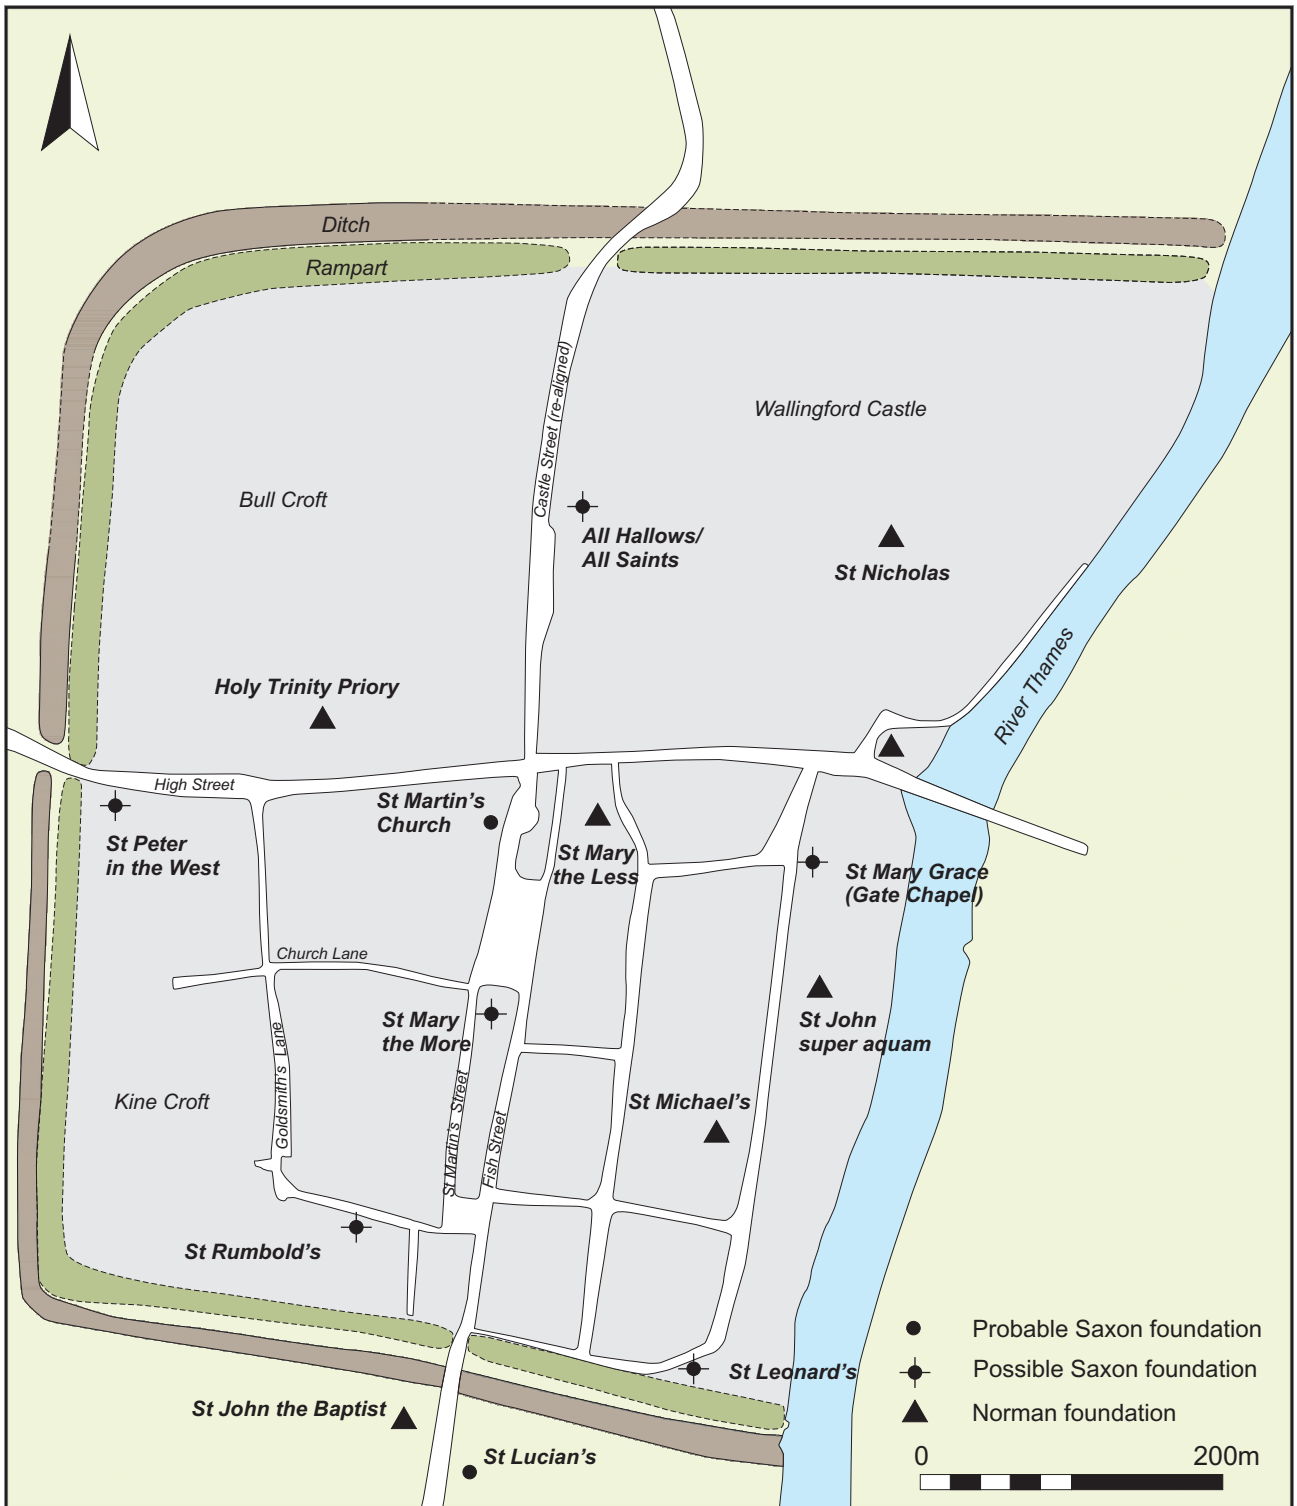 Ditch
Rampart
Castle Street (re-aligned)
Wallingford Castle
Bull Croft
All Hallows/
All Saints
St Nicholas
River Thames
Holy Trinity Priory
High Street
St Martin's
Church
St Peter
in the West
St Mary
the Less
St Mary Grace
(Gate Chapel)
Church Lane
St Mary
the More
St John
super aquam
Goldsmith's Lane
Kine Croft
St Martin's Street
Fish Street
St Michael's
St Rumbold's
St Leonard's
St John the Baptist
St Lucian's
Probable Saxon foundation
Possible Saxon foundation
Norman foundation
0 200m